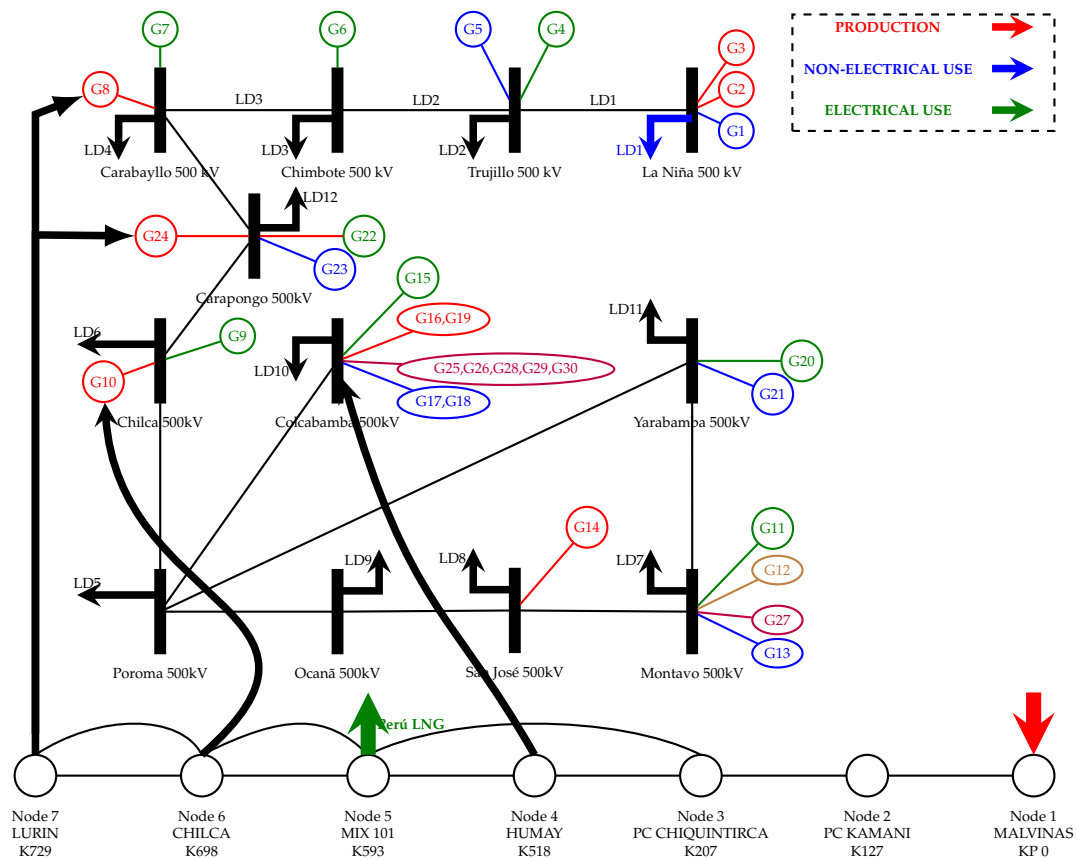 G7
G6
G5
G4
G3
PRODUCTION
G2
NON-ELECTRICAL USE
G8
LD3
LD2
LD1
G1
ELECTRICAL USE
LD4
LD3
LD2
LD1
Carabayllo 500 kV
Chimbote 500 kV
Trujillo 500 kV
La Niña 500 kV
LD12
G24
G22
G23
Carapongo 500kV
G15
LD11
G16,G19
LD6
G9
LD10
G25,G26,G28,G29,G30
G20
G10
G17,G18
G21
Chilca 500kV
Colcabamba 500kV
Yarabamba 500kV
G14
G11
LD9
LD8
LD7
G12
LD5
G27
G13
Poroma 500kV
Ocanã 500kV
San José 500kV
Montavo 500kV
Perú LNG
Node 7
LURIN
K729
Node 6
CHILCA
K698
Node 5
MIX 101
K593
Node 4
HUMAY
K518
Node 3
PC CHIQUINTIRCA
K207
Node 2
PC KAMANI
K127
Node 1
MALVINAS
KP 0